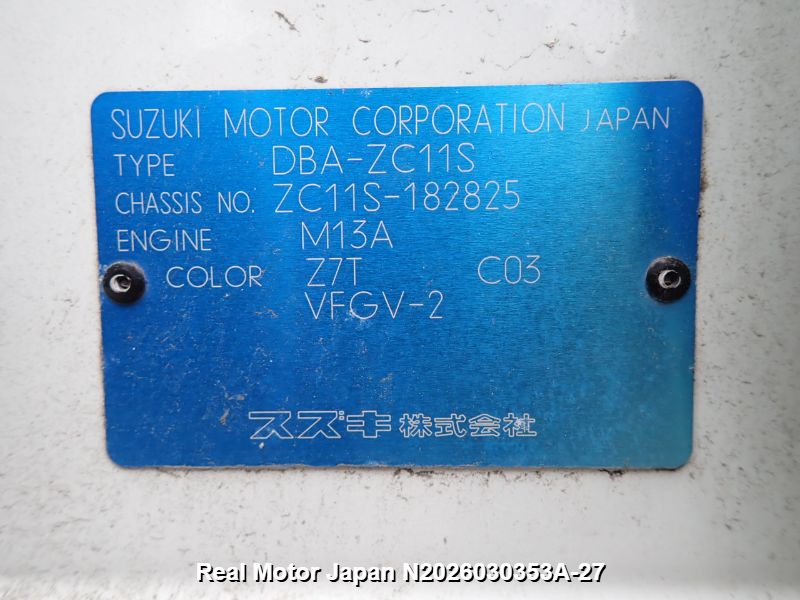 SUZUKI MOTOR CORPORATION JAPAN
TYPE DBA-ZC11S
CHASSIS NO. ZC11S-182825
ENGINE M13A
COLOR Z7T C03
VFGV-2
スズキ株式会社
Real Motor Japan N2026030353A-27